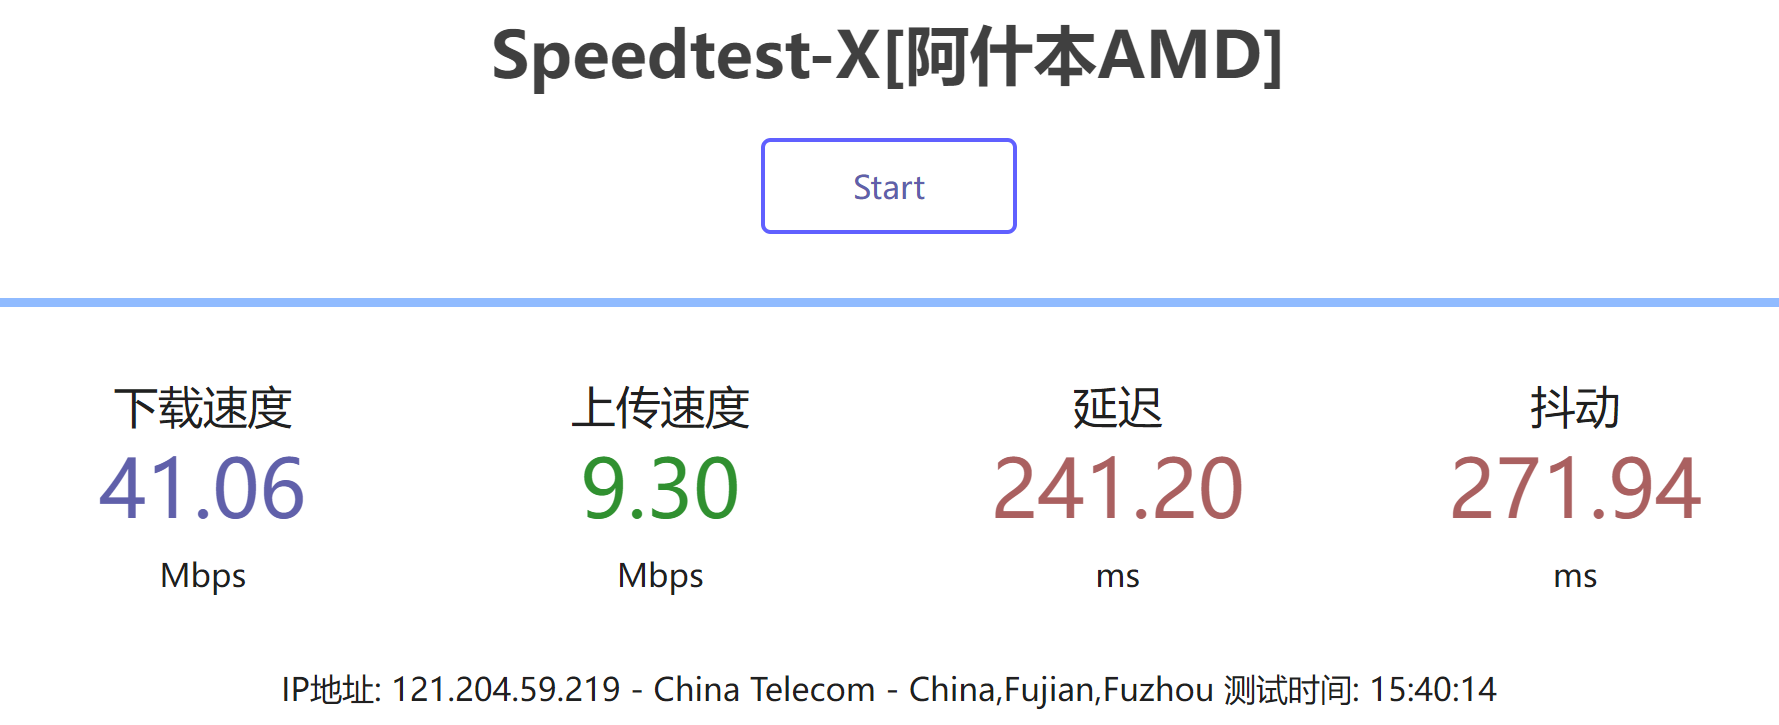 Speedtest-X[阿什本AMD]
Start
下载速度 上传速度 延迟 抖动
41.06 9.30 241.20 271.94
Mbps Mbps ms ms
IP地址: 121.204.59.219 - China Telecom - China,Fujian,Fuzhou 测试时间: 15:40:14